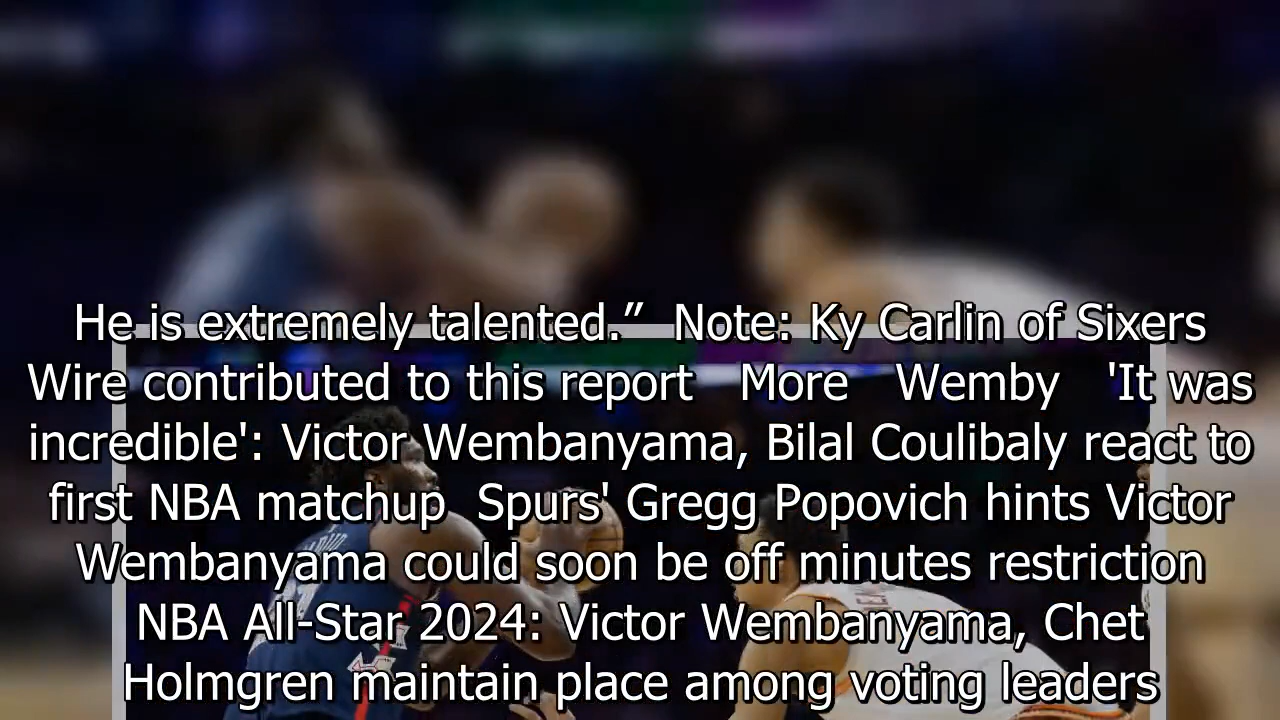 He is extremely talented.”  Note: Ky Carlin of Sixers
Wire contributed to this report   More   Wemby   'It was
incredible': Victor Wembanyama, Bilal Coulibaly react to
first NBA matchup  Spurs' Gregg Popovich hints Victor
Wembanyama could soon be off minutes restriction
NBA All-Star 2024: Victor Wembanyama, Chet
Holmgren maintain place among voting leaders